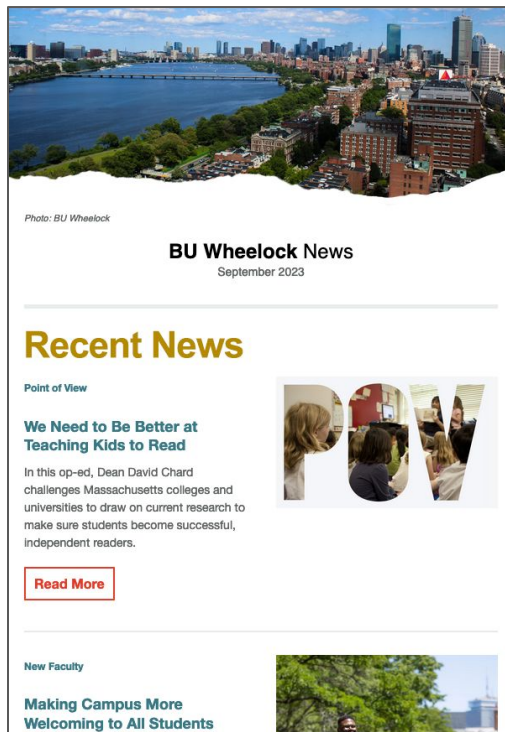 Photo: BU Wheelock
BU Wheelock News
September 2023
Recent News
Point of View
We Need to Be Better at
Teaching Kids to Read
In this op-ed, Dean David Chard
challenges Massachusetts colleges and
universities to draw on current research to
make sure students become successful,
independent readers.
Read More
POV
New Faculty
Making Campus More
Welcoming to All Students